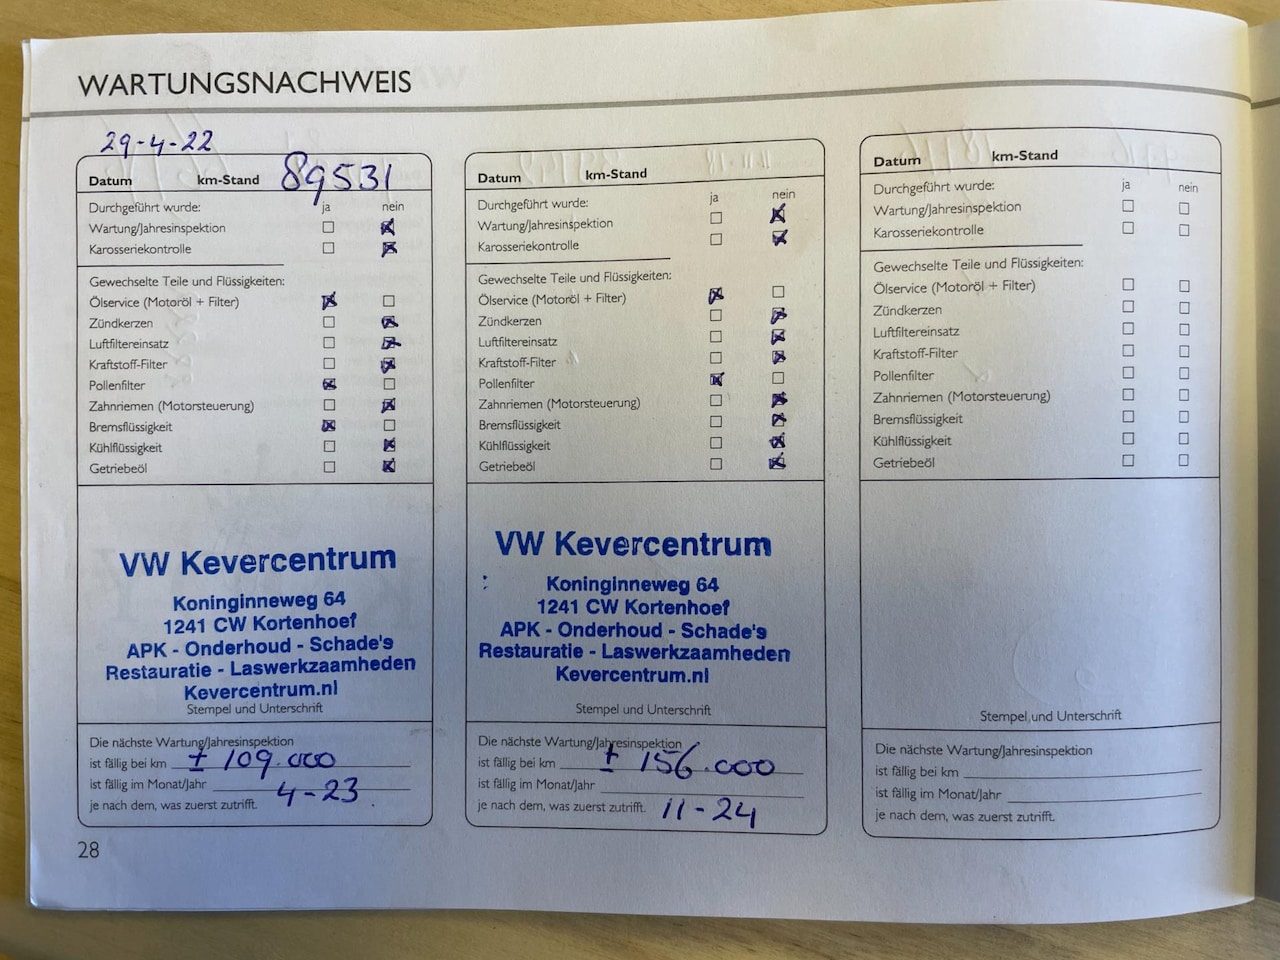 WARTUNGSNACHWEIS
29-4-22
Datum km-Stand 89531
Durchgeführt wurde: ja nein
Wartung/Jahresinspektion
Karosseriekontrolle
Gewechselte Teile und Flüssigkeiten:
Ölservice (Motoröl + Filter)
Zündkerzen
Luftfiltereinsatz
Kraftstoff-Filter
Pollenfilter
Zahnriemen (Motorsteuerung)
Bremsflüssigkeit
Kühlflüssigkeit
Getriebeöl
VW Kevercentrum
Koninginneweg 64
1241 CW Kortenhoef
APK - Onderhoud - Schade's
Restauratie - Laswerkzaamheden
Kevercentrum.nl
Stempel und Unterschrift
Die nächste Wartung/Jahresinspektion
ist fällig bei km ± 109.000
ist fällig im Monat/Jahr 4-23
je nach dem, was zuerst zutrifft.
Datum km-Stand
Durchgeführt wurde: ja nein
Wartung/Jahresinspektion
Karosseriekontrolle
Gewechselte Teile und Flüssigkeiten:
Ölservice (Motoröl + Filter)
Zündkerzen
Luftfiltereinsatz
Kraftstoff-Filter
Pollenfilter
Zahnriemen (Motorsteuerung)
Bremsflüssigkeit
Kühlflüssigkeit
Getriebeöl
VW Kevercentrum
Koninginneweg 64
1241 CW Kortenhoef
APK - Onderhoud - Schade's
Restauratie - Laswerkzaamheden
Kevercentrum.nl
Stempel und Unterschrift
Die nächste Wartung/Jahresinspektion
ist fällig bei km ± 156.000
ist fällig im Monat/Jahr
je nach dem, was zuerst zutrifft. 11-24
Datum km-Stand
Durchgeführt wurde: ja nein
Wartung/Jahresinspektion
Karosseriekontrolle
Gewechselte Teile und Flüssigkeiten:
Ölservice (Motoröl + Filter)
Zündkerzen
Luftfiltereinsatz
Kraftstoff-Filter
Pollenfilter
Zahnriemen (Motorsteuerung)
Bremsflüssigkeit
Kühlflüssigkeit
Getriebeöl
Stempel und Unterschrift
Die nächste Wartung/Jahresinspektion
ist fällig bei km
ist fällig im Monat/Jahr
je nach dem, was zuerst zutrifft.
28